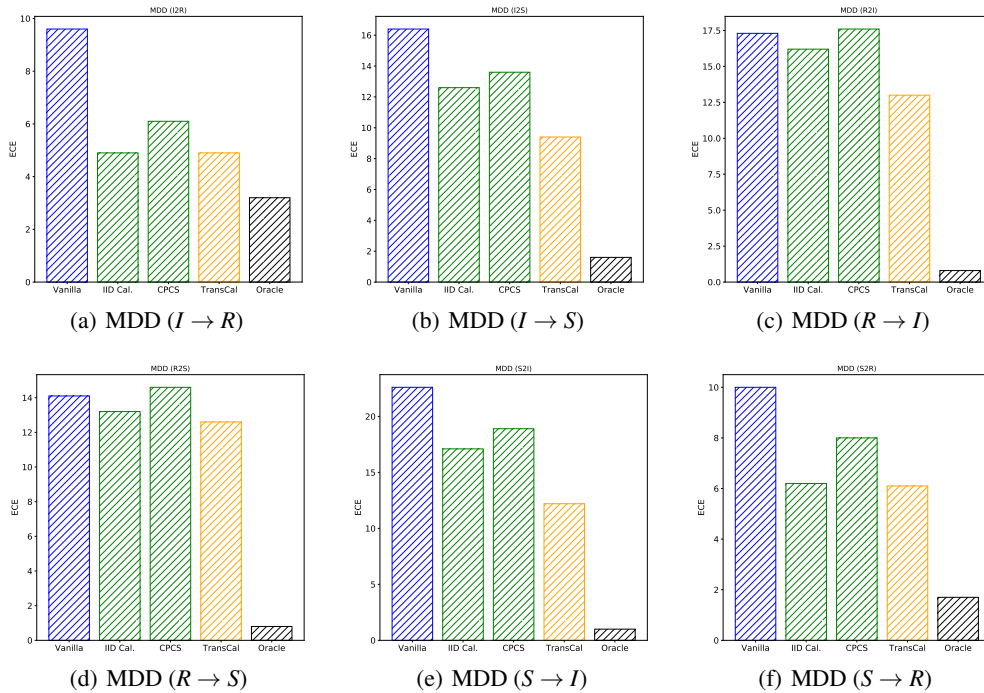 MDD (I2R)
10
8
6
4
2
0
ECE
Vanilla IID Cal. CPCS TransCal Oracle
(a) MDD (I → R)
MDD (I2S)
16
14
12
10
8
6
4
2
0
ECE
Vanilla IID Cal. CPCS TransCal Oracle
(b) MDD (I → S)
MDD (R2I)
17.5
15.0
12.5
10.0
7.5
5.0
2.5
0.0
ECE
Vanilla IID Cal. CPCS TransCal Oracle
(c) MDD (R → I)
MDD (R2S)
14
12
10
8
6
4
2
0
ECE
Vanilla IID Cal. CPCS TransCal Oracle
(d) MDD (R → S)
MDD (S2I)
20
15
10
5
0
ECE
Vanilla IID Cal. CPCS TransCal Oracle
(e) MDD (S → I)
MDD (S2R)
10
8
6
4
2
0
ECE
Vanilla IID Cal. CPCS TransCal Oracle
(f) MDD (S → R)